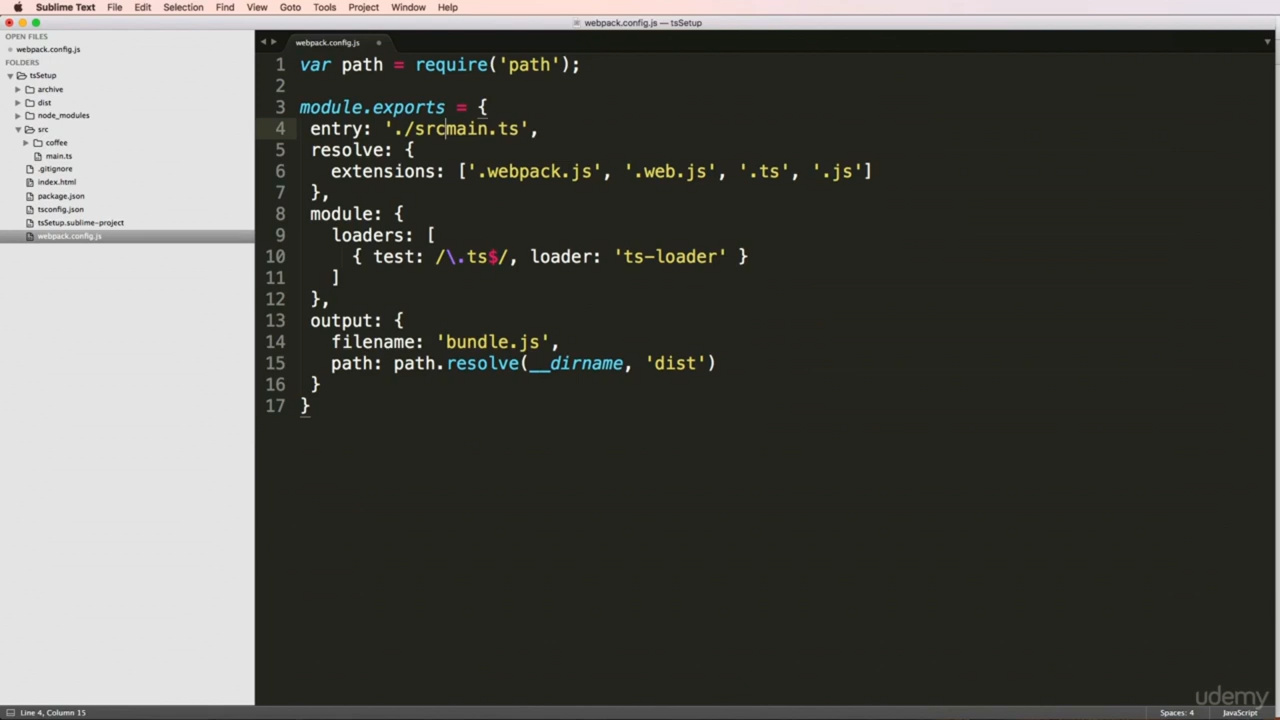 Sublime Text File Edit Selection Find View Goto Tools Project Window Help
webpack.config.js — tsSetup
OPEN FILES
webpack.config.js
FOLDERS
tsSetup
archive
dist
node_modules
src
coffee
main.ts
.gitignore
index.html
package.json
tsconfig.json
tsSetup.sublime-project
webpack.config.js
webpack.config.js
1 var path = require('path');
2
3 module.exports = {
4 entry: './srcmain.ts',
5 resolve: {
6 extensions: ['.webpack.js', '.web.js', '.ts', '.js']
7 },
8 module: {
9 loaders: [
10 { test: /\.ts$/, loader: 'ts-loader' }
11 ]
12 },
13 output: {
14 filename: 'bundle.js',
15 path: path.resolve(__dirname, 'dist')
16 }
17 }
udemy
Line 4, Column 15 Spaces: 4 JavaScript